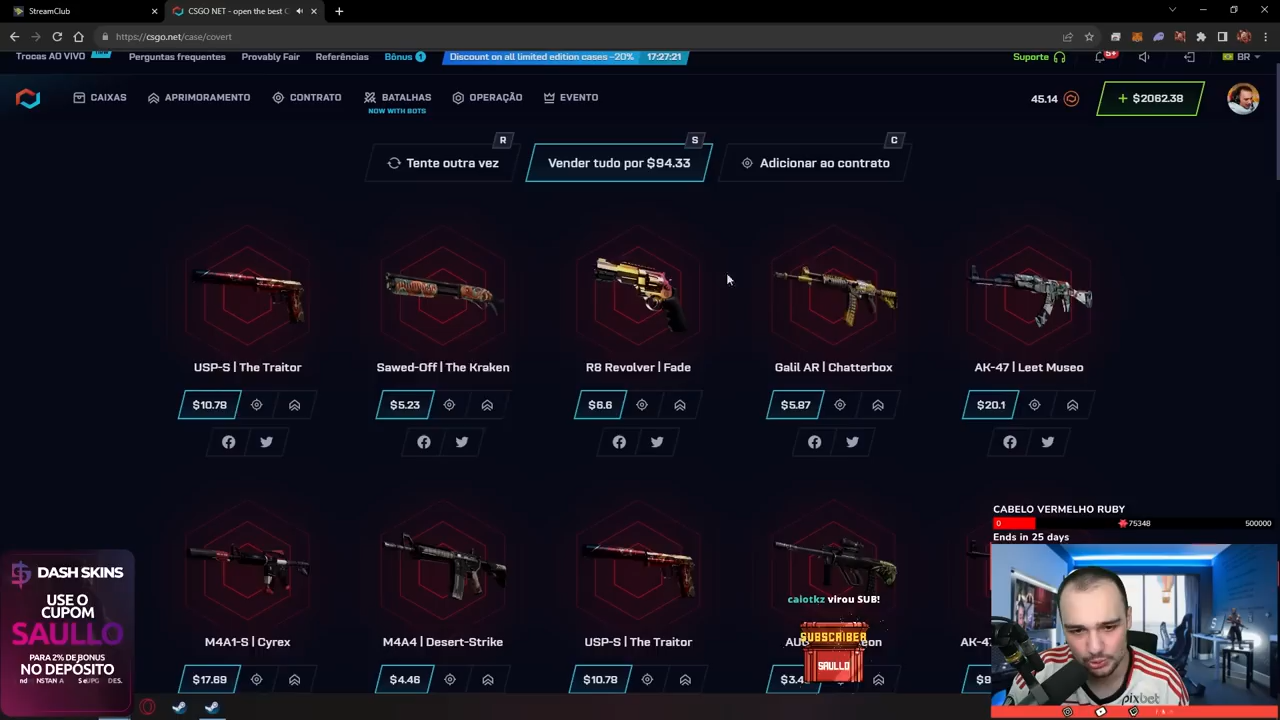 StreamClub
CSGO NET - open the best C
https://csgo.net/case/covert
Trocas AO VIVO
Perguntas frequentes
Provably Fair
Referências
Bônus 1
Discount on all limited edition cases -20% 17:27:21
Suporte
5+
BR
CAIXAS
APRIMORAMENTO
CONTRATO
BATALHAS
NOW WITH BOTS
OPERAÇÃO
EVENTO
45.14
+ $2062.38
R
S
C
Tente outra vez
Vender tudo por $94.33
Adicionar ao contrato
USP-S | The Traitor
Sawed-Off | The Kraken
R8 Revolver | Fade
Galil AR | Chatterbox
AK-47 | Leet Museo
$10.78
$5.23
$6.6
$5.87
$20.1
CABELO VERMELHO RUBY
0
75348
500000
Ends in 25 days
DASH SKINS
USE O
CUPOM
SAULLO
PARA 2% DE BONUS
NO DEPÓSITO
caiotkz virou SUB!
SUBSCRIBER
SAULLO
M4A1-S | Cyrex
M4A4 | Desert-Strike
USP-S | The Traitor
$17.69
$4.46
$10.78
pixbet